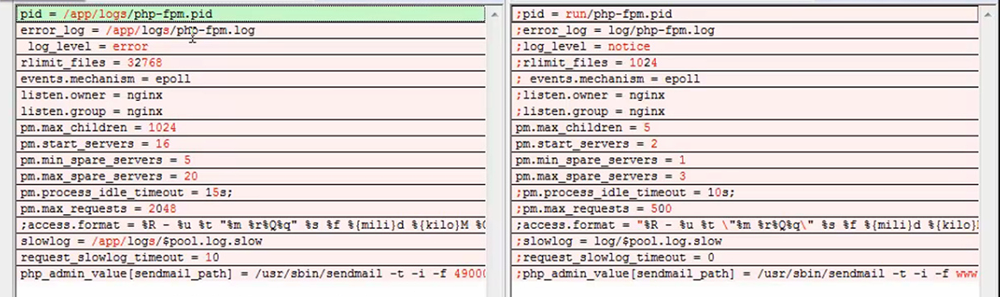 pid = /app/logs/php-fpm.pid
error_log = /app/logs/php-fpm.log
log_level = error
rlimit_files = 32768
events.mechanism = epoll
listen.owner = nginx
listen.group = nginx
pm.max_children = 1024
pm.start_servers = 16
pm.min_spare_servers = 5
pm.max_spare_servers = 20
pm.process_idle_timeout = 15s;
pm.max_requests = 2048
;access.format = %R - %u %t "%m %r%Q%q" %s %f %{mili}d %{kilo}M
slowlog = /app/logs/$pool.log.slow
request_slowlog_timeout = 10
php_admin_value[sendmail_path] = /usr/sbin/sendmail -t -i -f 4900
;pid = run/php-fpm.pid
;error_log = log/php-fpm.log
;log_level = notice
;rlimit_files = 1024
; events.mechanism = epoll
;listen.owner = nginx
;listen.group = nginx
pm.max_children = 5
pm.start_servers = 2
pm.min_spare_servers = 1
pm.max_spare_servers = 3
;pm.process_idle_timeout = 10s;
;pm.max_requests = 500
;access.format = "%R - %u %t \"%m %r%Q%q\" %s %f %{mili}d %{kilo}
;slowlog = log/$pool.log.slow
;request_slowlog_timeout = 0
;php_admin_value[sendmail_path] = /usr/sbin/sendmail -t -i -f www